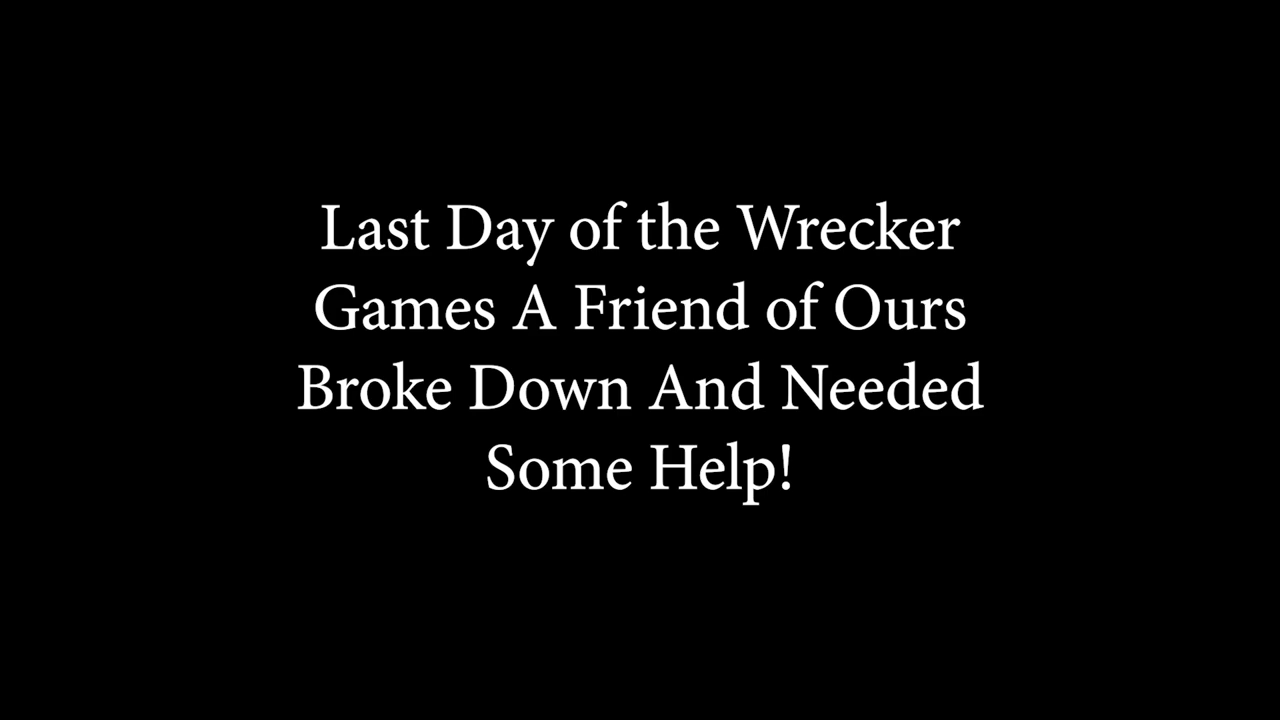 Last Day of the Wrecker
Games A Friend of Ours
Broke Down And Needed
Some Help!